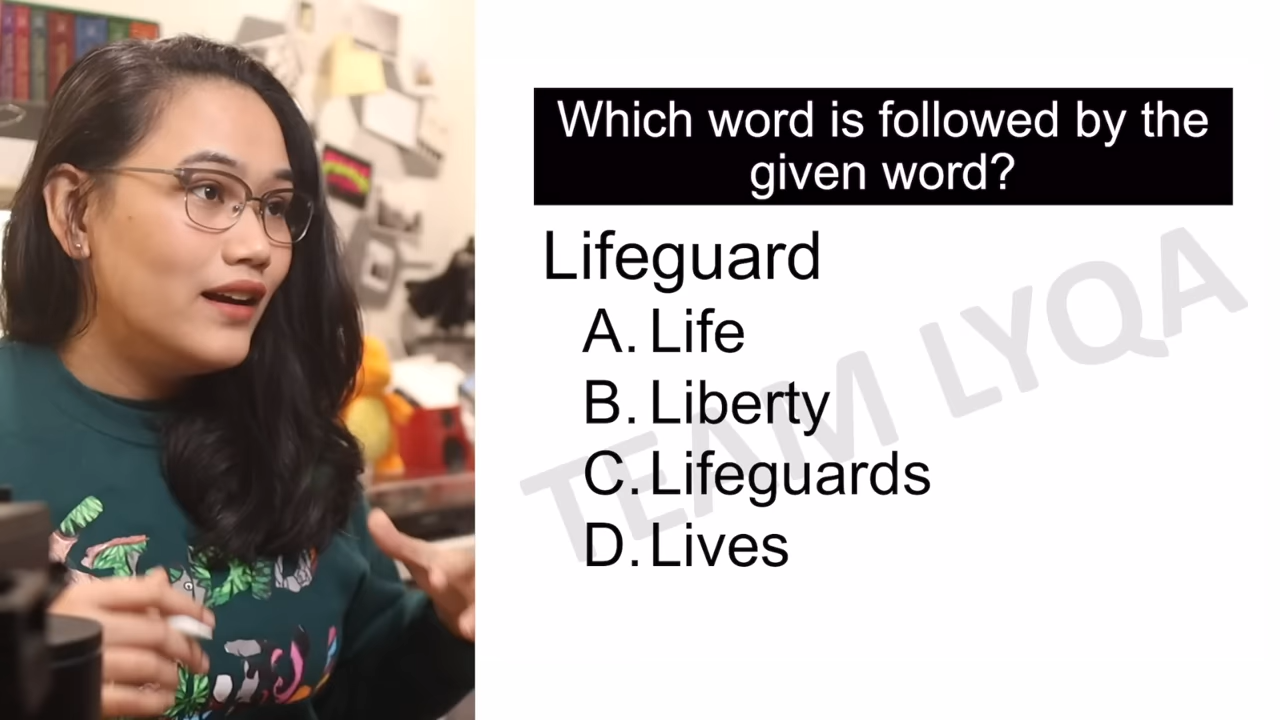 Which word is followed by the
given word?
Lifeguard
A. Life
B. Liberty
C. Lifeguards
D. Lives
TEAM LYQA